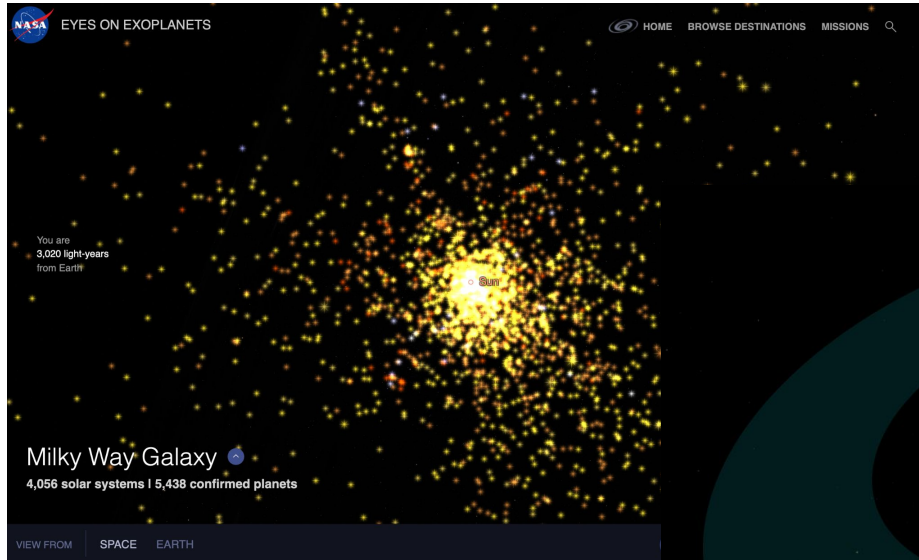 NASA
EYES ON EXOPLANETS
HOME BROWSE DESTINATIONS MISSIONS
You are
3,020 light-years
from Earth
Sun
Milky Way Galaxy
4,056 solar systems | 5,438 confirmed planets
VIEW FROM SPACE EARTH